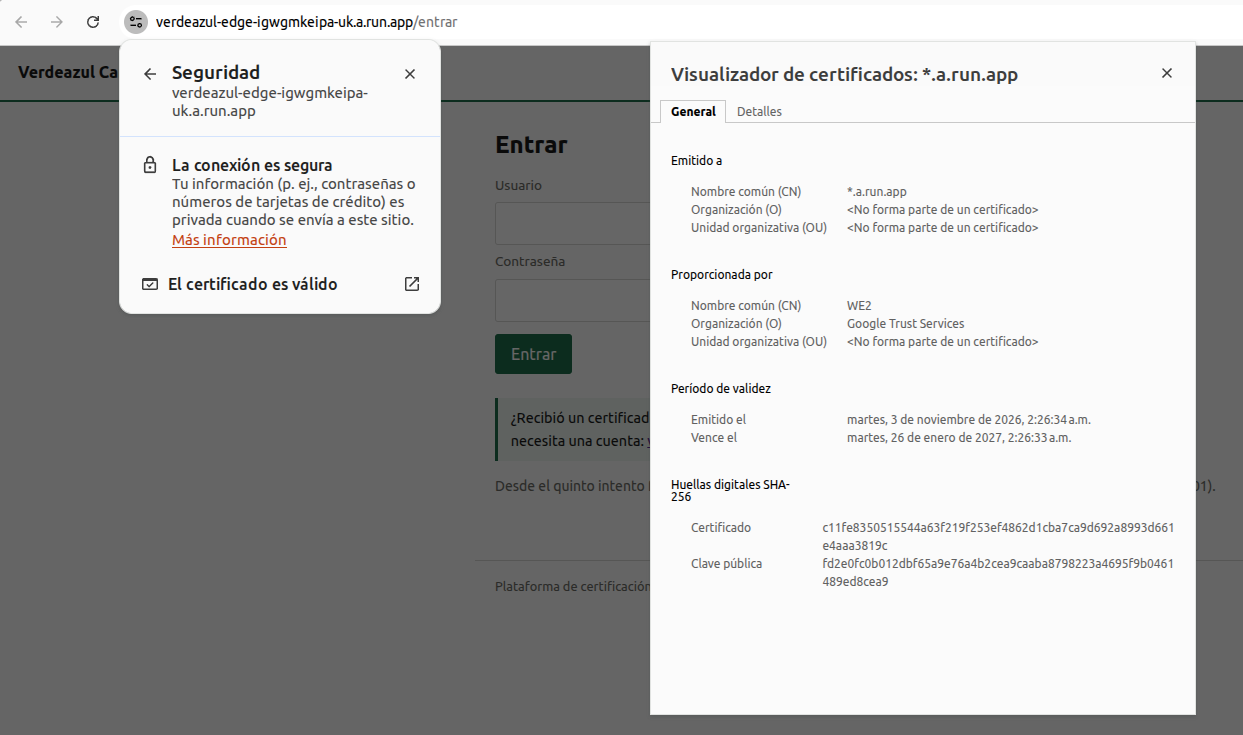 verdeazul-edge-igwgmkeipa-uk.a.run.app/entrar
Verdeazul Ca
Seguridad
verdeazul-edge-igwgmkeipa-
uk.a.run.app
La conexión es segura
Tu información (p. ej., contraseñas o
números de tarjetas de crédito) es
privada cuando se envía a este sitio.
Más información
El certificado es válido
Entrar
Usuario
Contraseña
Entrar
¿Recibió un certificad
necesita una cuenta:
Desde el quinto intento
01).
Plataforma de certificación
Visualizador de certificados: *.a.run.app
General Detalles
Emitido a
Nombre común (CN) *.a.run.app
Organización (O) <No forma parte de un certificado>
Unidad organizativa (OU) <No forma parte de un certificado>
Proporcionada por
Nombre común (CN) WE2
Organización (O) Google Trust Services
Unidad organizativa (OU) <No forma parte de un certificado>
Período de validez
Emitido el martes, 3 de noviembre de 2026, 2:26:34 a.m.
Vence el martes, 26 de enero de 2027, 2:26:33 a.m.
Huellas digitales SHA-
256
Certificado c11fe8350515544a63f219f253ef4862d1cba7ca9d692a8993d661
e4aaa3819c
Clave pública fd2e0fc0b012dbf65a9e76a4b2cea9caaba8798223a4695f9b0461
489ed8cea9